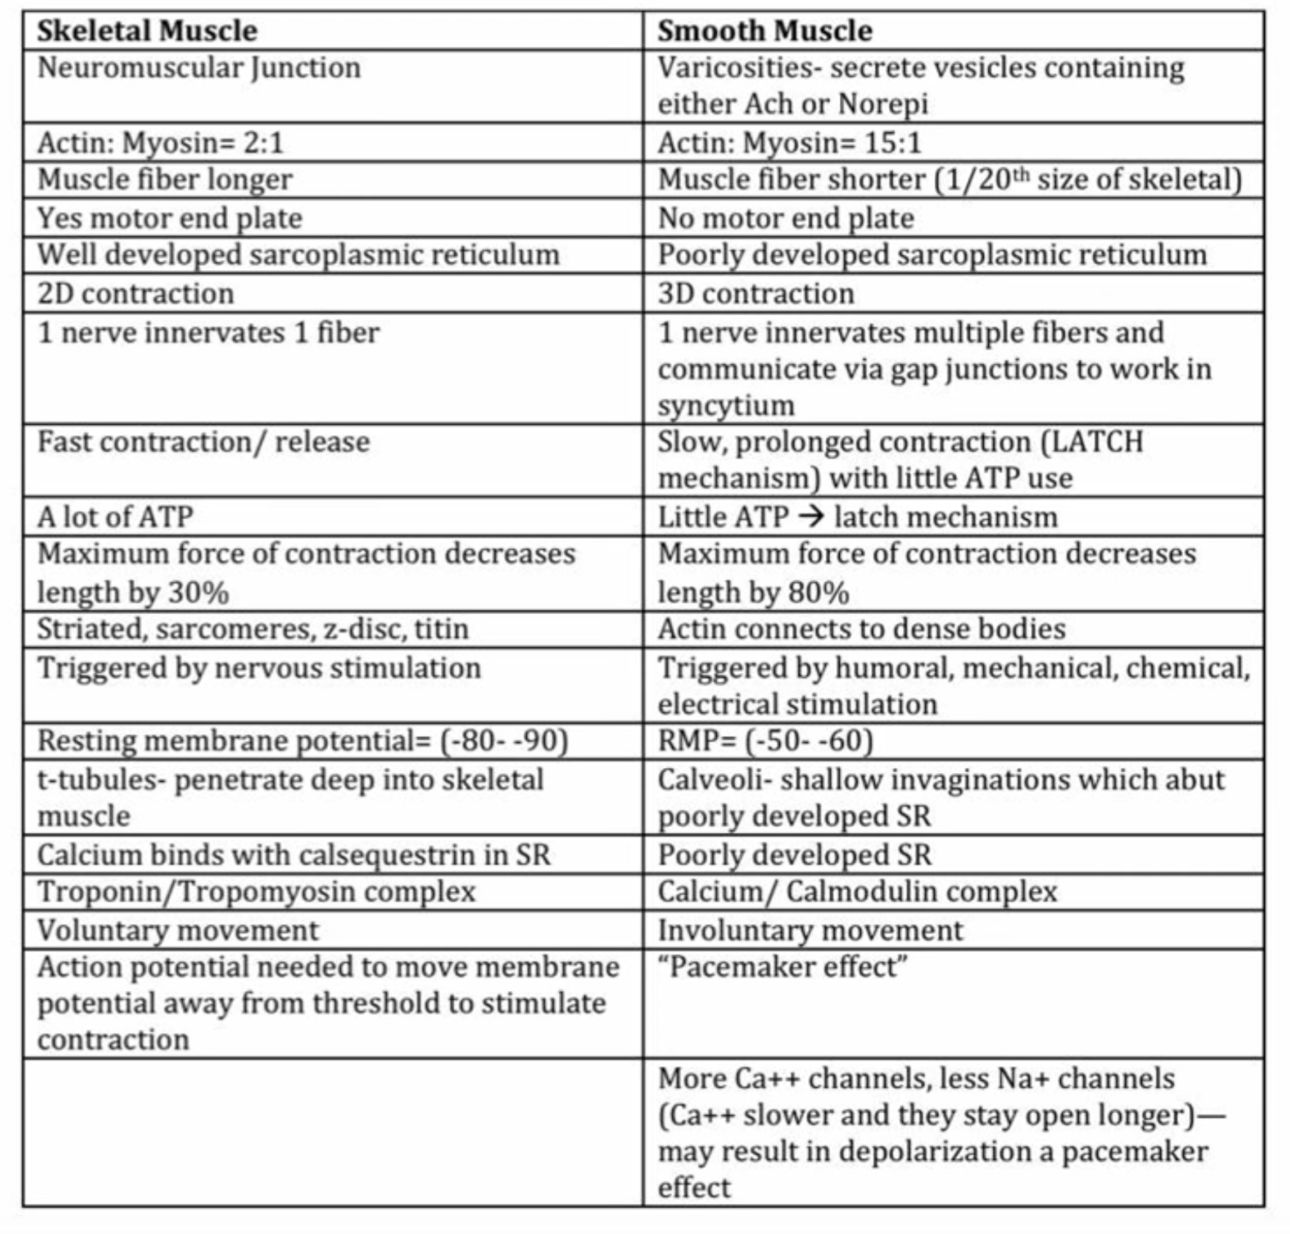 Skeletal Muscle
Smooth Muscle
Neuromuscular Junction
Varicosities- secrete vesicles containing
either Ach or Norepi
Actin: Myosin= 2:1
Actin: Myosin= 15:1
Muscle fiber longer
Muscle fiber shorter (1/20th size of skeletal)
Yes motor end plate
No motor end plate
Well developed sarcoplasmic reticulum
Poorly developed sarcoplasmic reticulum
2D contraction
3D contraction
1 nerve innervates 1 fiber
1 nerve innervates multiple fibers and
communicate via gap junctions to work in
syncytium
Fast contraction/ release
Slow, prolonged contraction (LATCH
mechanism) with little ATP use
A lot of ATP
Little ATP → latch mechanism
Maximum force of contraction decreases
length by 30%
Maximum force of contraction decreases
length by 80%
Striated, sarcomeres, z-disc, titin
Actin connects to dense bodies
Triggered by nervous stimulation
Triggered by humoral, mechanical, chemical,
electrical stimulation
Resting membrane potential= (-80- -90)
RMP= (-50- -60)
t-tubules- penetrate deep into skeletal
muscle
Calveoli- shallow invaginations which abut
poorly developed SR
Calcium binds with calsequestrin in SR
Poorly developed SR
Troponin/Tropomyosin complex
Calcium/ Calmodulin complex
Voluntary movement
Involuntary movement
Action potential needed to move membrane
potential away from threshold to stimulate
contraction
“Pacemaker effect”
More Ca++ channels, less Na+ channels
(Ca++ slower and they stay open longer)—
may result in depolarization a pacemaker
effect